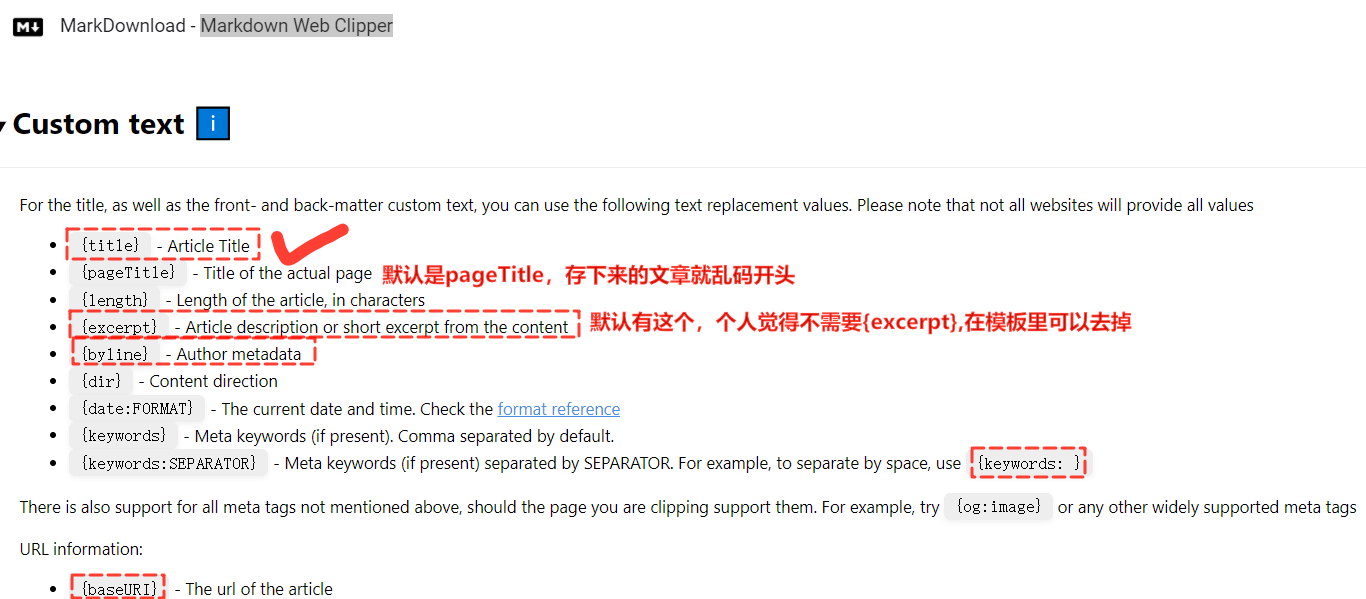 M↓ MarkDownload - Markdown Web Clipper
Custom text i
For the title, as well as the front- and back-matter custom text, you can use the following text replacement values. Please note that not all websites will provide all values
{title} - Article Title
{pageTitle} - Title of the actual page 默认是pageTitle，存下来的文章就乱码开头
{length} - Length of the article, in characters
{excerpt} - Article description or short excerpt from the content 默认有这个，个人觉得不需要{excerpt},在模板里可以去掉
{byline} - Author metadata
{dir} - Content direction
{date:FORMAT} - The current date and time. Check the format reference
{keywords} - Meta keywords (if present). Comma separated by default.
{keywords:SEPARATOR} - Meta keywords (if present) separated by SEPARATOR. For example, to separate by space, use {keywords: }
There is also support for all meta tags not mentioned above, should the page you are clipping support them. For example, try {og:image} or any other widely supported meta tags
URL information:
{baseURI} - The url of the article